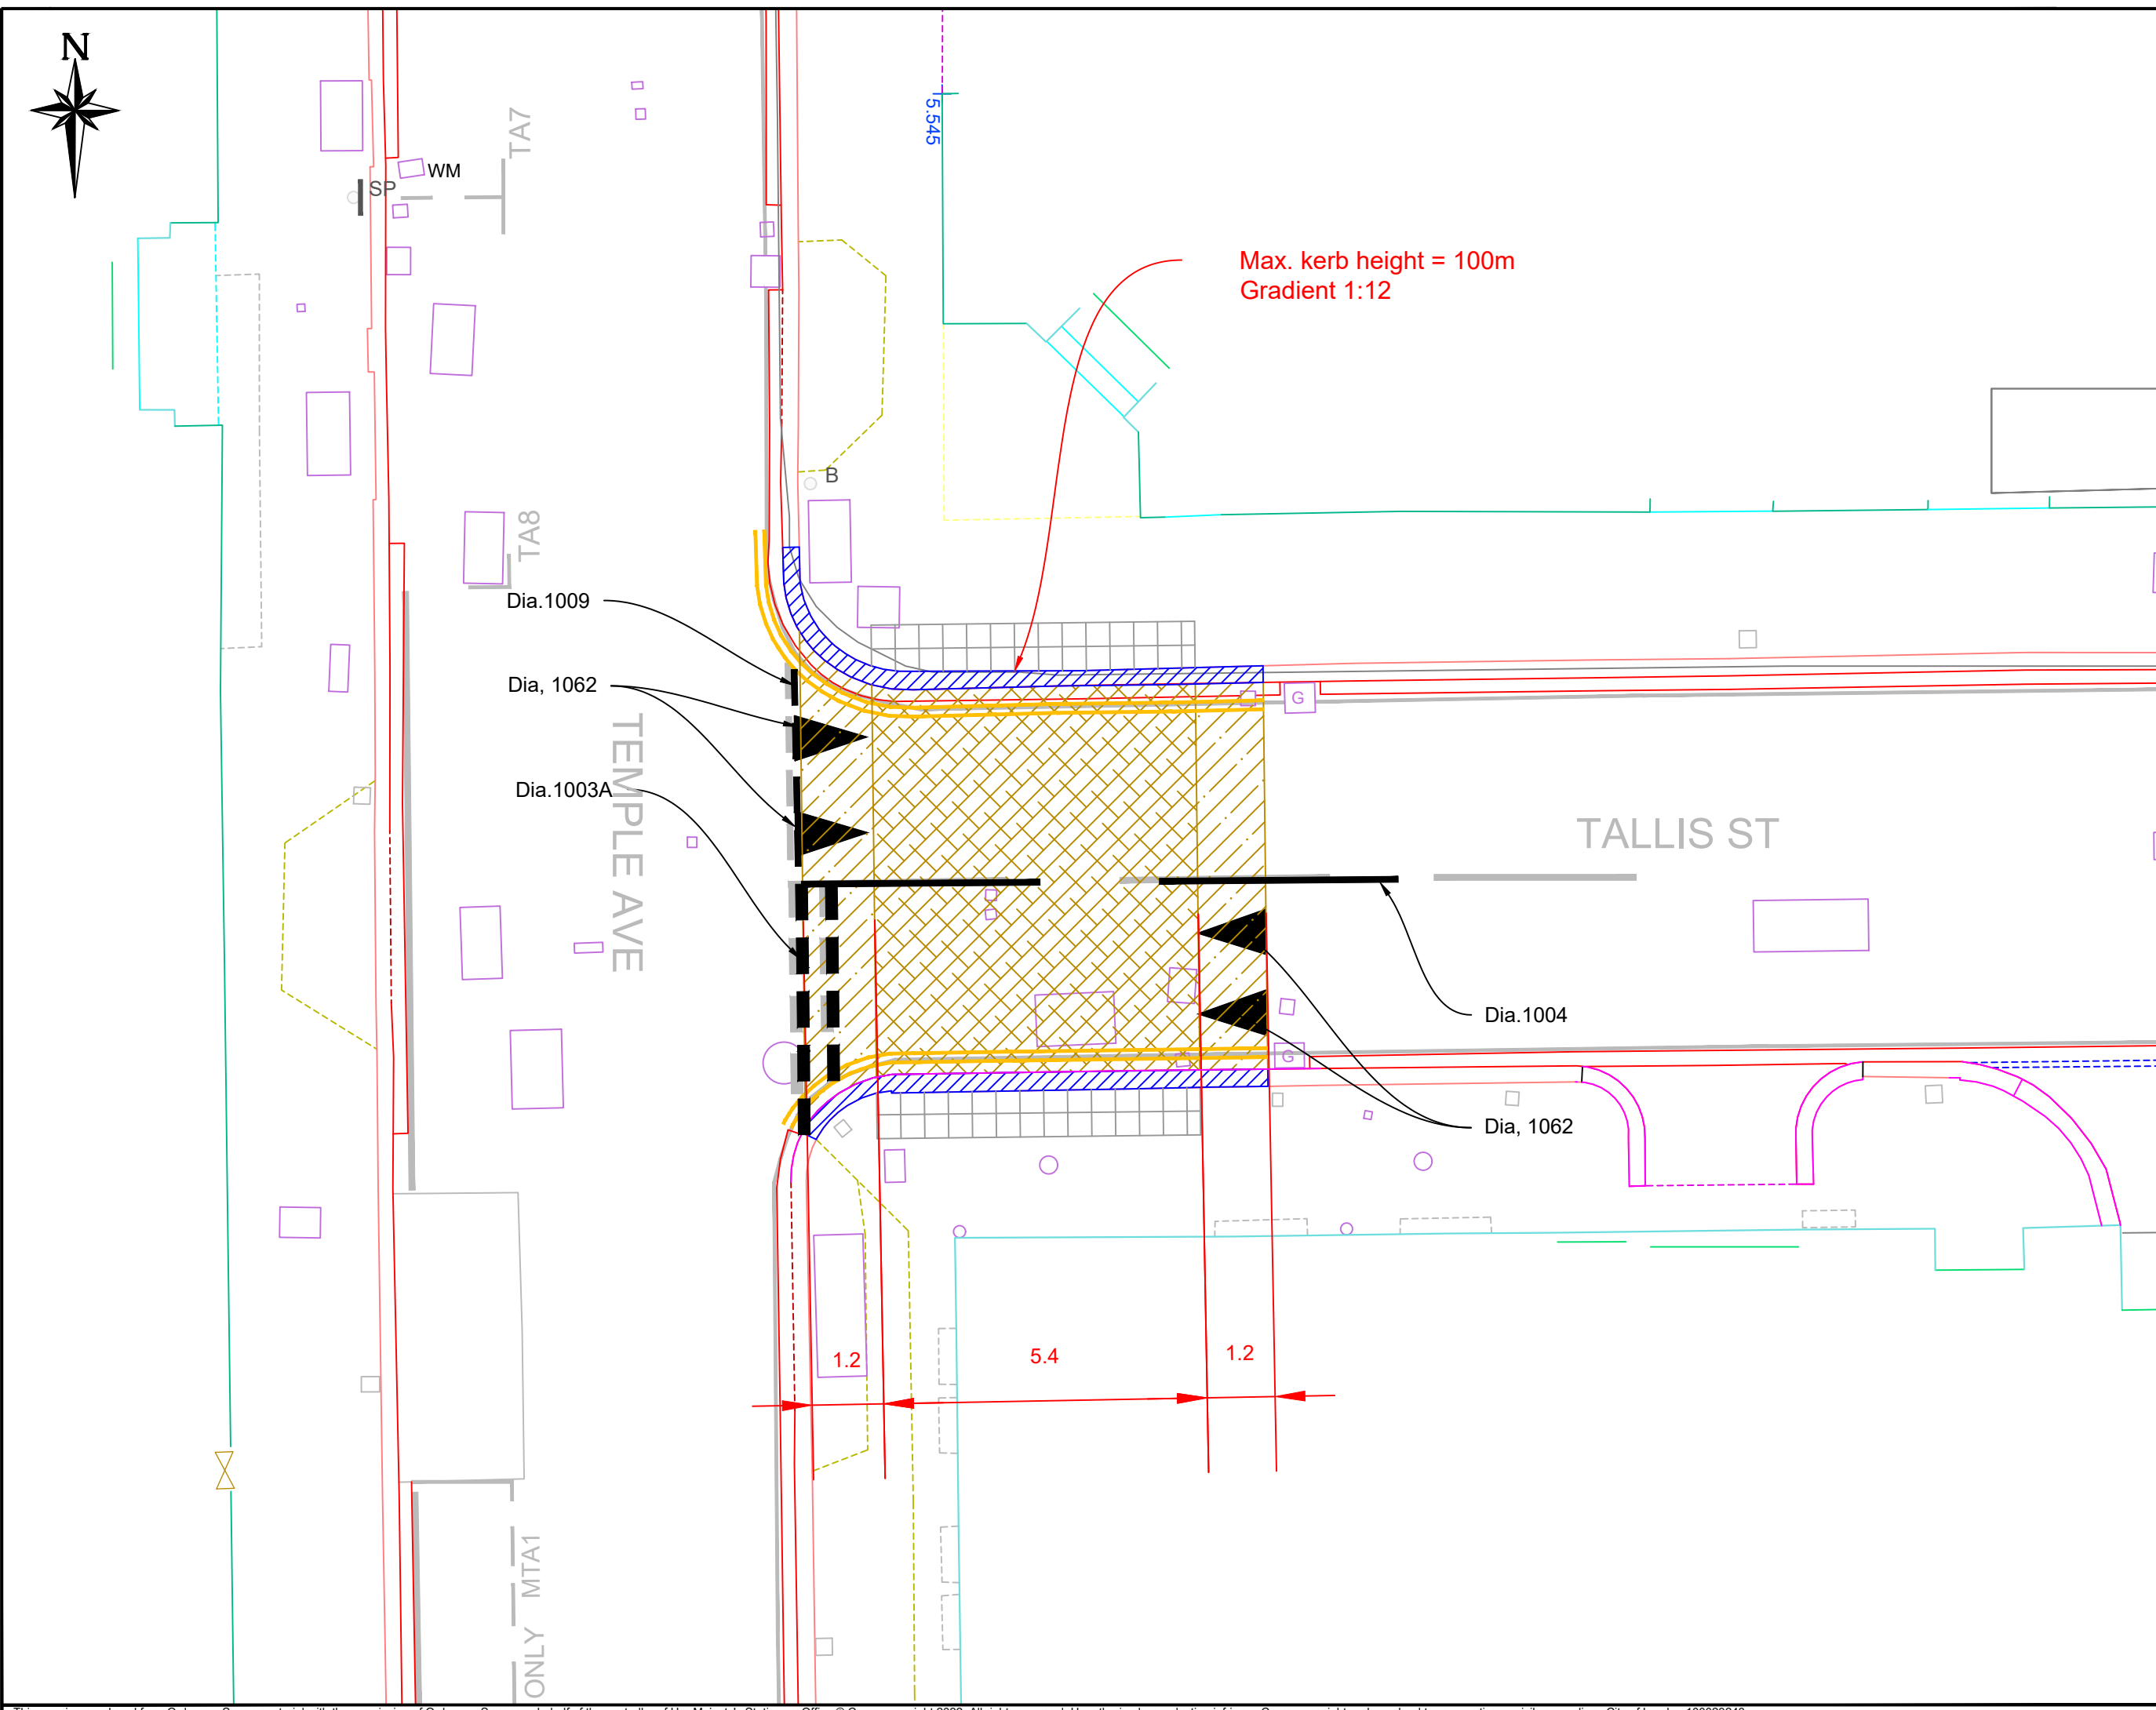 N
TA7
5.545
WM
SP
Max. kerb height = 100m
Gradient 1:12
B
TA8
Dia.1009
Dia, 1062
G
TEMPLE AVE
Dia.1003A
TALLIS ST
Dia.1004
G
Dia, 1062
1.2
5.4
1.2
MTA1
ONLY